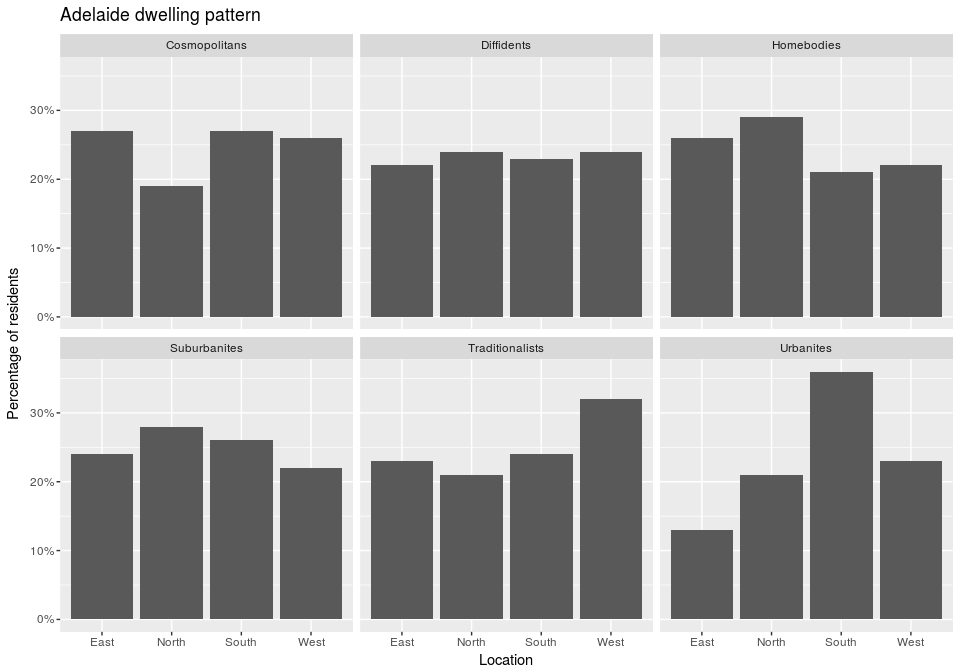 Adelaide dwelling pattern
Cosmopolitans
Diffidents
Homebodies
30%
20%
10%
0%
Percentage of residents
Suburbanites
Traditionalists
Urbanites
30%
20%
10%
0%
East North South West
East North South West
East North South West
Location